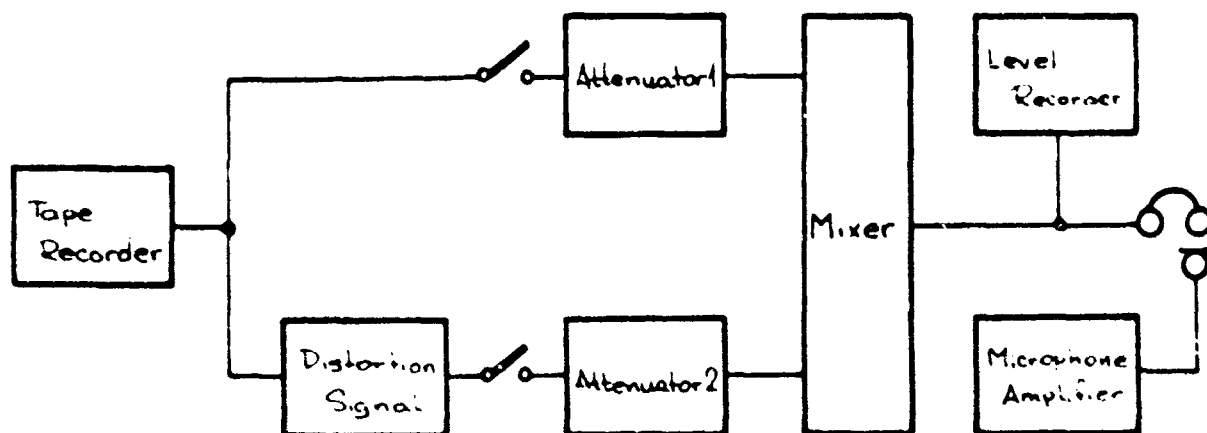 Tape
Recorder
Attenuator1
Distortion
Signal
Attenuator2
Mixer
Level
Recorder
Microphone
Amplifier